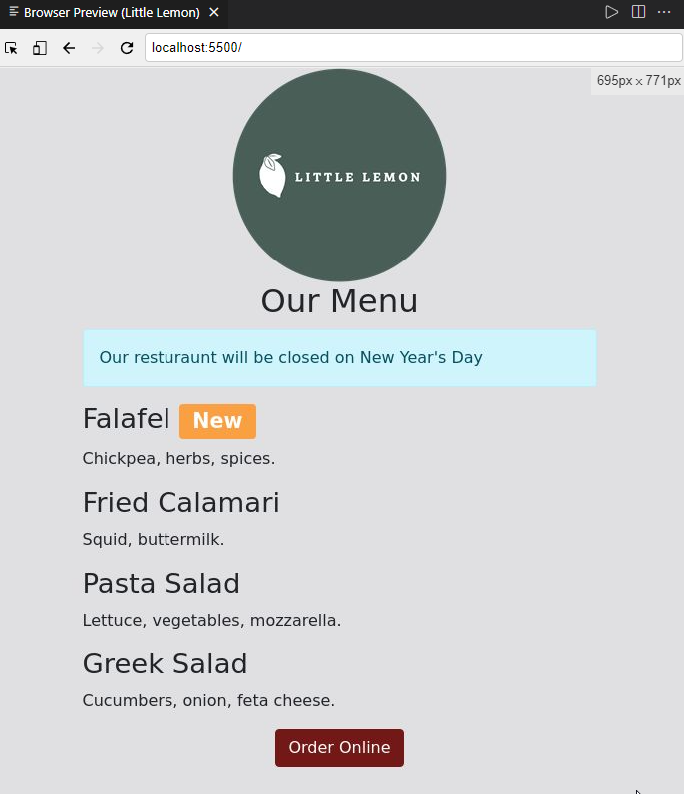 Browser Preview (Little Lemon)
localhost:5500/
695px x 771px
LITTLE LEMON
Our Menu
Our resturaunt will be closed on New Year's Day
Falafel New
Chickpea, herbs, spices.
Fried Calamari
Squid, buttermilk.
Pasta Salad
Lettuce, vegetables, mozzarella.
Greek Salad
Cucumbers, onion, feta cheese.
Order Online